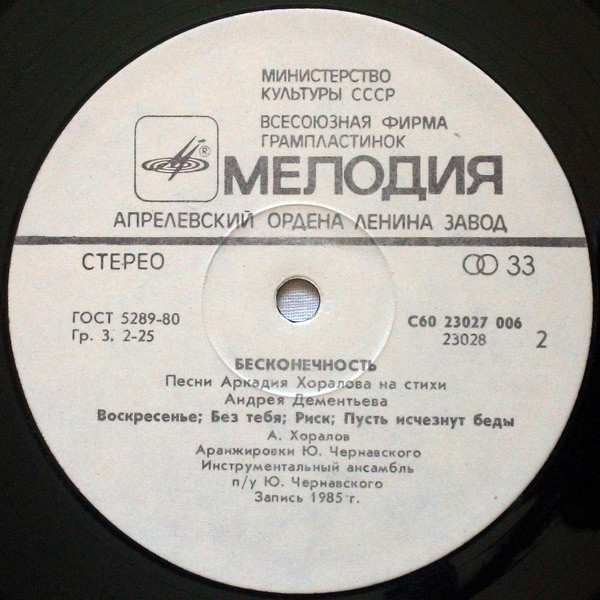 МИНИСТЕРСТВО
КУЛЬТУРЫ СССР
ВСЕСОЮЗНАЯ ФИРМА
ГРАМПЛАСТИНОК
®
МЕЛОДИЯ
АПРЕЛЕВСКИЙ ОРДЕНА ЛЕНИНА ЗАВОД
СТЕРЕО
33
ГОСТ 5289-80
Гр. 3, 2-25
С60 23027 006
23028
2
БЕСКОНЕЧНОСТЬ
Песни Аркадия Хоралова на стихи
Андрея Дементьева
Воскресенье; Без тебя; Риск; Пусть исчезнут беды
А. Хоралов
Аранжировки Ю. Чернавского
Инструментальный ансамбль
п/у Ю. Чернавского
Запись 1985 г.